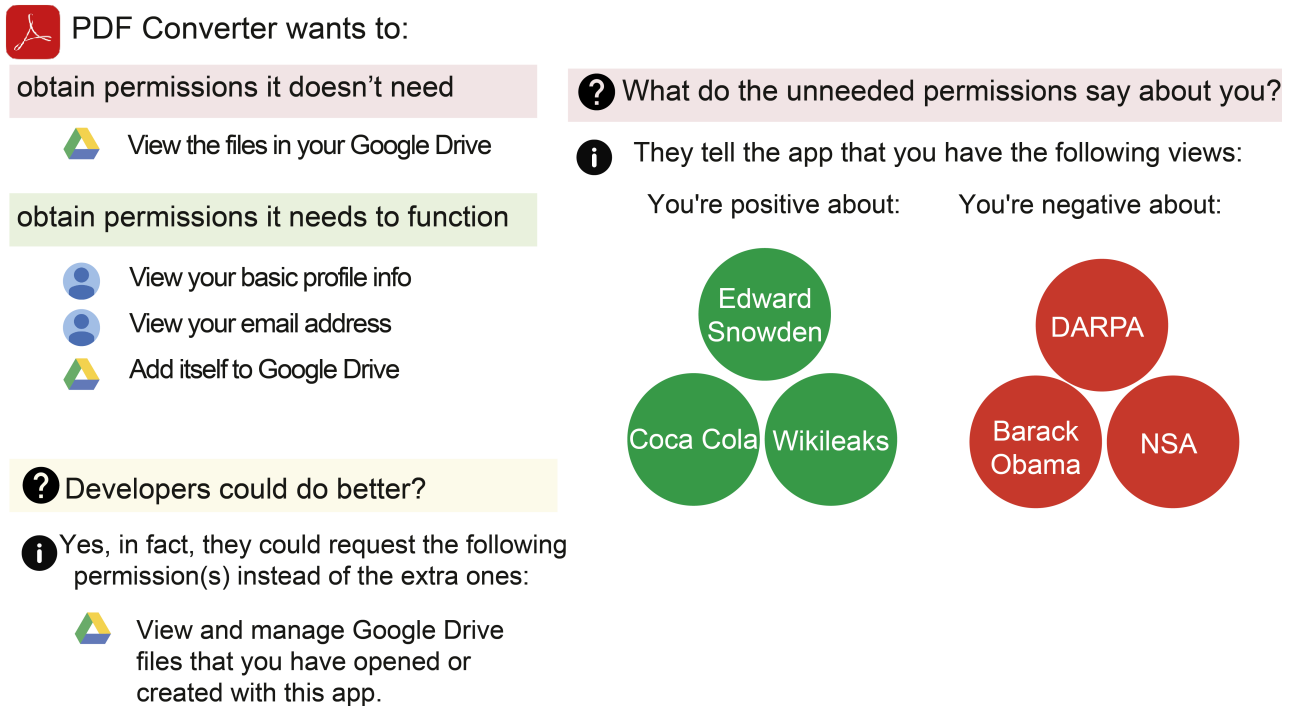 PDF Converter wants to:
obtain permissions it doesn't need
View the files in your Google Drive
obtain permissions it needs to function
View your basic profile info
View your email address
Add itself to Google Drive
Developers could do better?
Yes, in fact, they could request the following
permission(s) instead of the extra ones:
View and manage Google Drive
files that you have opened or
created with this app.
What do the unneeded permissions say about you?
They tell the app that you have the following views:
You're positive about:
Edward
Snowden
Coca Cola
Wikileaks
You're negative about:
DARPA
Barack
Obama
NSA